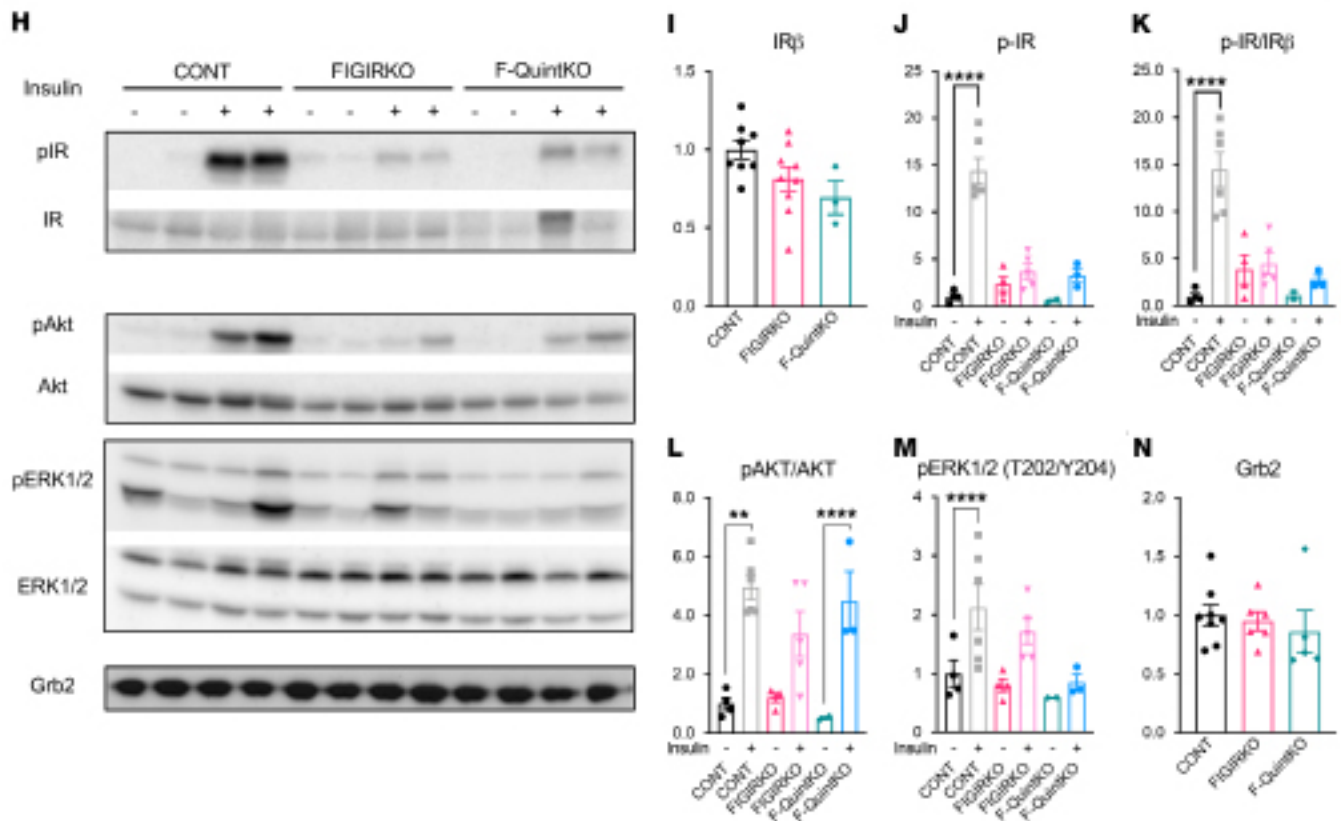 H
CONT FIGIRKO F-QuintKO
Insulin
- - + + - - + + - - + +
pIR
IR
pAkt
Akt
pERK1/2
ERK1/2
Grb2
I
IRβ
1.5
1.0
0.5
0.0
CONT
FIGIRKO
F-QuintKO
J
p-IR
25
20
15
10
5
0
****
Insulin - + - + - +
CONT
CONT
FIGIRKO
FIGIRKO
F-QuintKO
F-QuintKO
K
p-IR/IRβ
25.0
20.0
15.0
10.0
5.0
0.0
****
Insulin - + - + - +
CONT
CONT
FIGIRKO
FIGIRKO
F-QuintKO
F-QuintKO
L
pAKT/AKT
8.0
6.0
4.0
2.0
0.0
**
****
Insulin - + - + - +
CONT
CONT
FIGIRKO
FIGIRKO
F-QuintKO
F-QuintKO
M
pERK1/2 (T202/Y204)
4
3
2
1
0
****
Insulin - + - + - +
CONT
CONT
FIGIRKO
FIGIRKO
F-QuintKO
F-QuintKO
N
Grb2
2.0
1.5
1.0
0.5
0.0
CONT
FIGIRKO
F-QuintKO